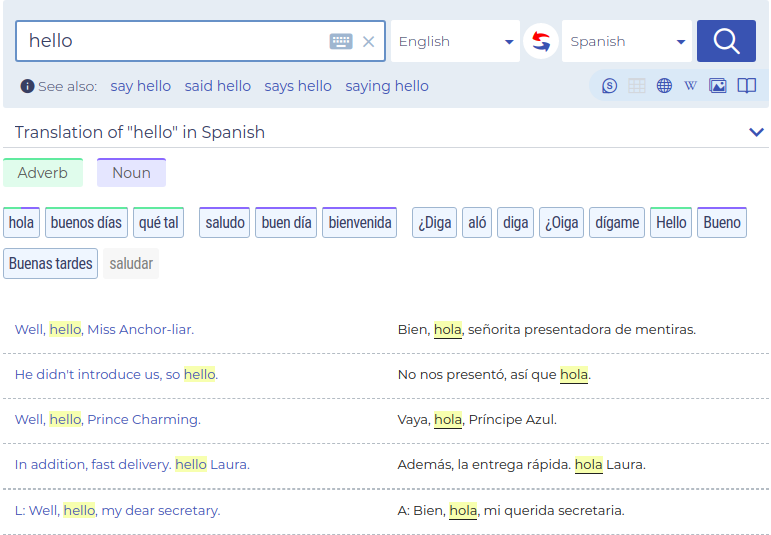 hello English Spanish
See also: say hello said hello says hello saying hello
Translation of "hello" in Spanish
Adverb Noun
hola buenos días qué tal saludo buen día bienvenida ¿Diga aló diga ¿Oiga dígame Hello Bueno
Buenas tardes saludar
Well, hello, Miss Anchor-liar. Bien, hola, señorita presentadora de mentiras.
He didn't introduce us, so hello. No nos presentó, así que hola.
Well, hello, Prince Charming. Vaya, hola, Príncipe Azul.
In addition, fast delivery. hello Laura. Además, la entrega rápida. hola Laura.
L: Well, hello, my dear secretary. A: Bien, hola, mi querida secretaria.